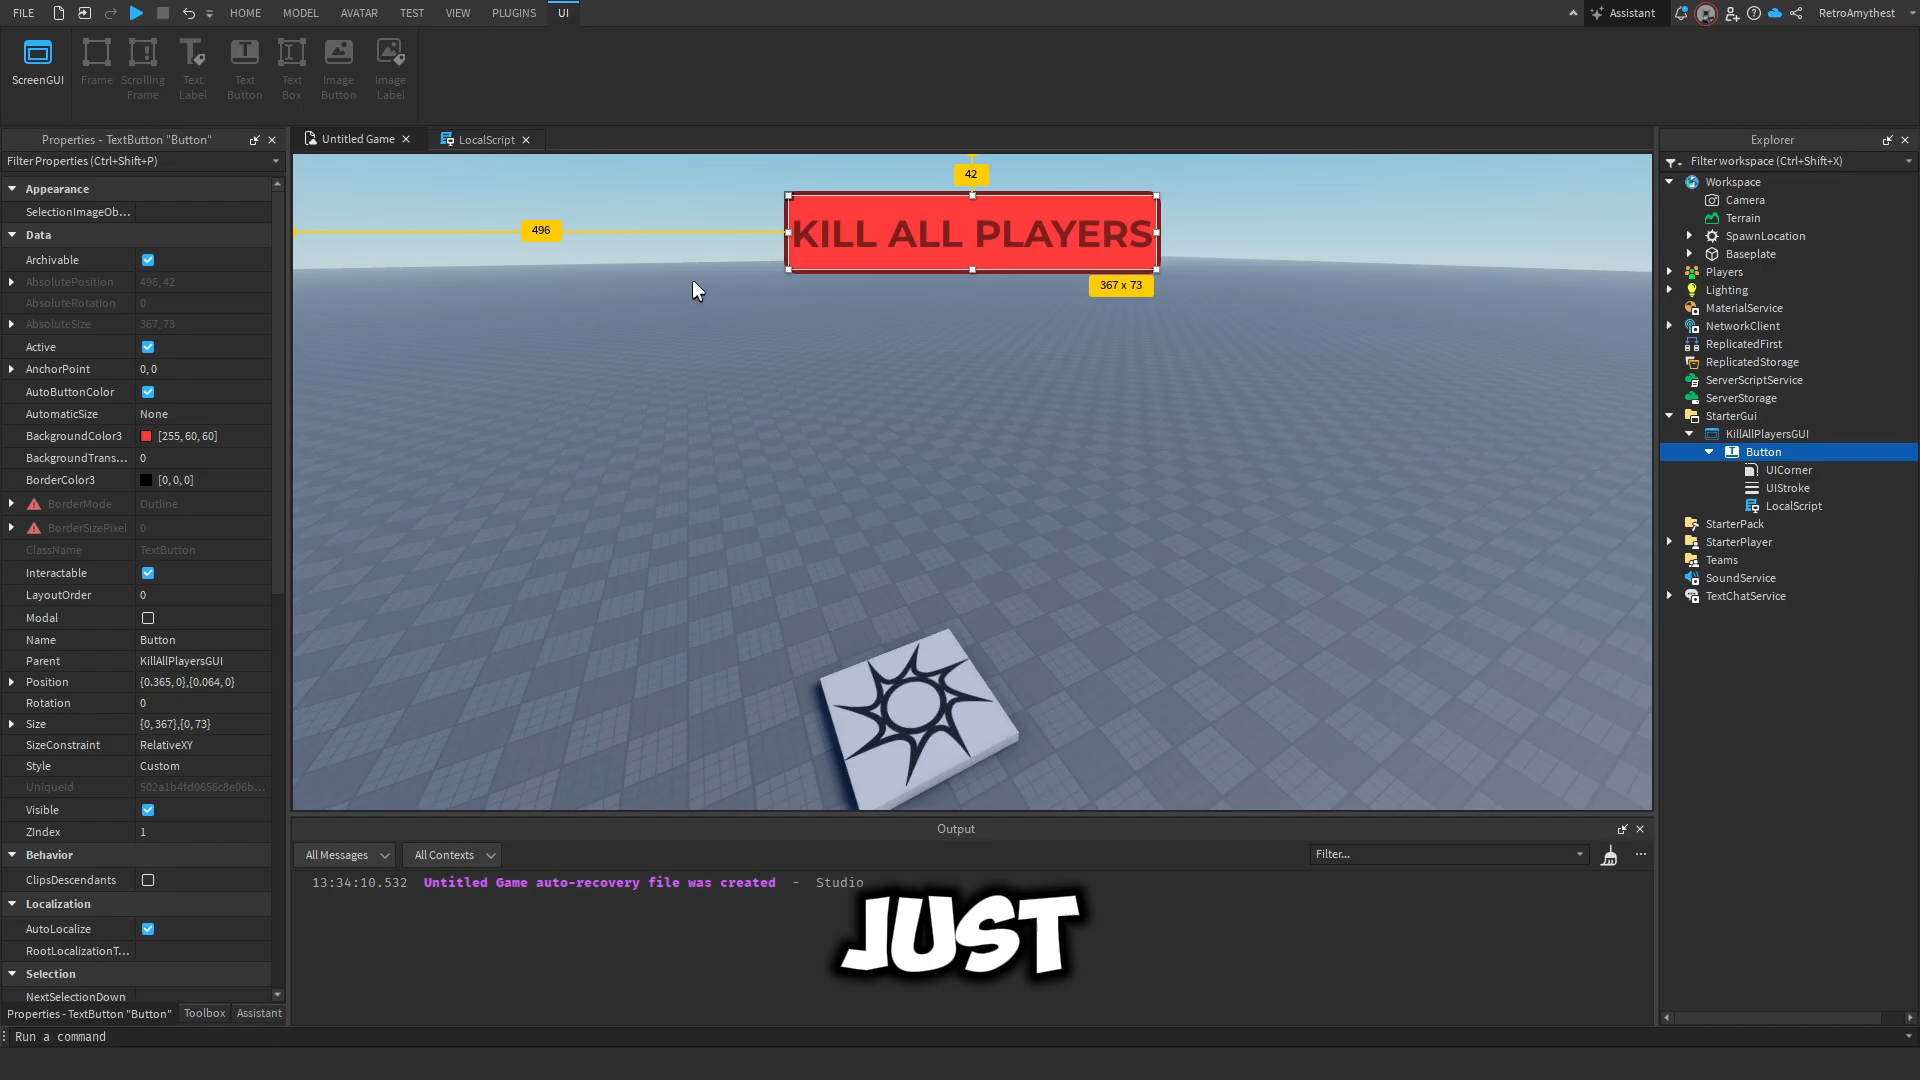 FILE HOME MODEL AVATAR TEST VIEW PLUGINS UI Assistant RetroAmythest
ScreenGUI Frame Scrolling Frame Text Label Text Button Text Box Image Button Image Label
Properties - TextButton "Button"
Filter Properties (Ctrl+Shift+P)
Appearance
SelectionImageOb...
Data
Archivable
AbsolutePosition 496, 42
AbsoluteRotation 0
AbsoluteSize 367, 73
Active
AnchorPoint 0, 0
AutoButtonColor
AutomaticSize None
BackgroundColor3 [255, 60, 60]
BackgroundTrans... 0
BorderColor3 [0, 0, 0]
BorderMode Outline
BorderSizePixel 0
ClassName TextButton
Interactable
LayoutOrder 0
Modal
Name Button
Parent KillAllPlayersGUI
Position {0.365, 0},{0.064, 0}
Rotation 0
Size {0, 367},{0, 73}
SizeConstraint RelativeXY
Style Custom
UniqueId 502a1b4fd0656c8e06b...
Visible
ZIndex 1
Behavior
ClipsDescendants
Localization
AutoLocalize
RootLocalizationT...
Selection
NextSelectionDown
Properties - TextButton "Button" Toolbox Assistant
Untitled Game LocalScript
42
496
KILL ALL PLAYERS
367 x 73
Output
All Messages All Contexts Filter...
13:34:10.532 Untitled Game auto-recovery file was created - Studio
JUST
Explorer
Filter workspace (Ctrl+Shift+X)
Workspace
Camera
Terrain
SpawnLocation
Baseplate
Players
Lighting
MaterialService
NetworkClient
ReplicatedFirst
ReplicatedStorage
ServerScriptService
ServerStorage
StarterGui
KillAllPlayersGUI
Button
UICorner
UIStroke
LocalScript
StarterPack
StarterPlayer
Teams
SoundService
TextChatService
Run a command